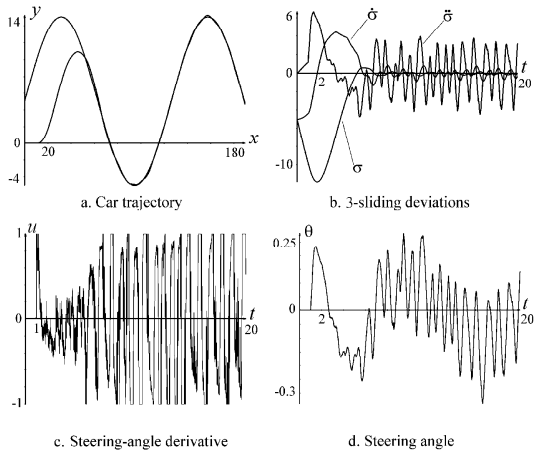 y
14
0
-4
20
180
x
a. Car trajectory
6
0
-10
2
σ̇
σ̈
t
20
σ
b. 3-sliding deviations
u
1
0
-1
1
t
20
c. Steering-angle derivative
θ
0.25
0
-0.3
2
t
20
d. Steering angle